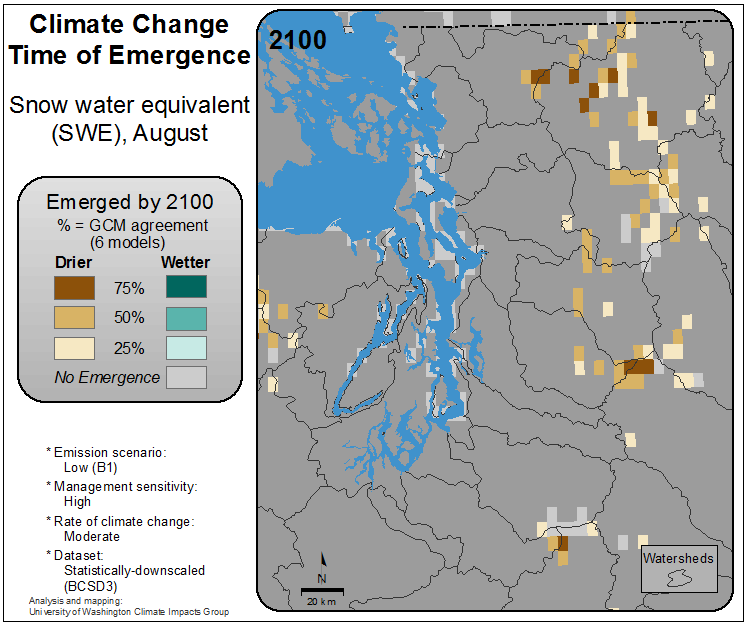 Climate Change
Time of Emergence
Snow water equivalent
(SWE), August
Emerged by 2100
% = GCM agreement
(6 models)
Drier Wetter
75%
50%
25%
No Emergence
* Emission scenario:
Low (B1)
* Management sensitivity:
High
* Rate of climate change:
Moderate
* Dataset:
Statistically-downscaled
(BCSD3)
Analysis and mapping:
University of Washington Climate Impacts Group
2100
N
20 km
Watersheds